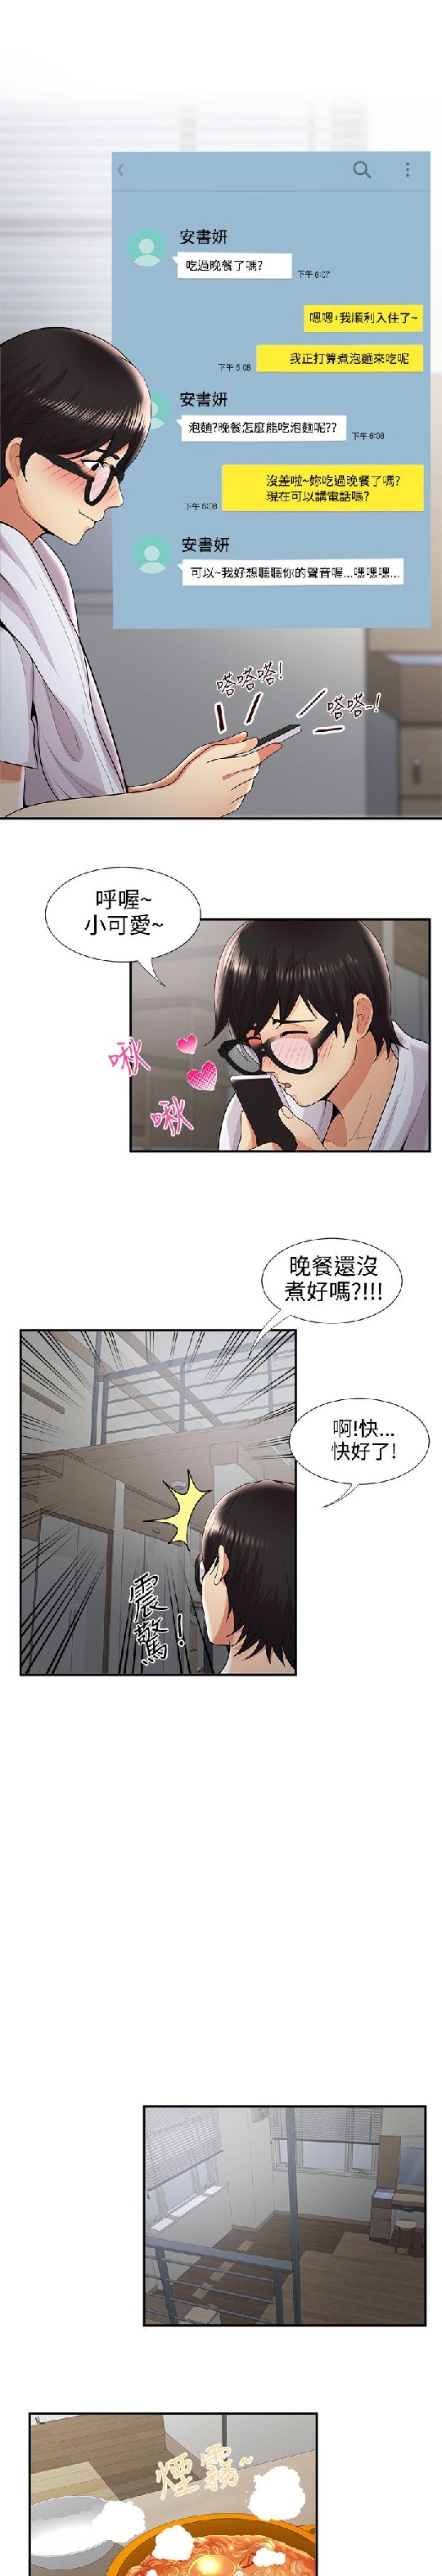 安書妍
吃過晚餐了嗎?
下午 6:07
嗯嗯,我順利入住了~
我正打算煮泡麵來吃呢
下午 6:08
安書妍
泡麵?晚餐怎麼能吃泡麵呢??
下午 6:08
沒差啦~妳吃過晚餐了嗎?
現在可以講電話嗎?
下午 6:08
安書妍
可以~我好想聽聽你的聲音喔...嘿嘿嘿...
嗒嗒嗒!
嗒嗒-!
呼喔~
小可愛~
啾
啾
晚餐還沒
煮好嗎?!!!
啊!快...
快好了!
震驚!
煙霧~